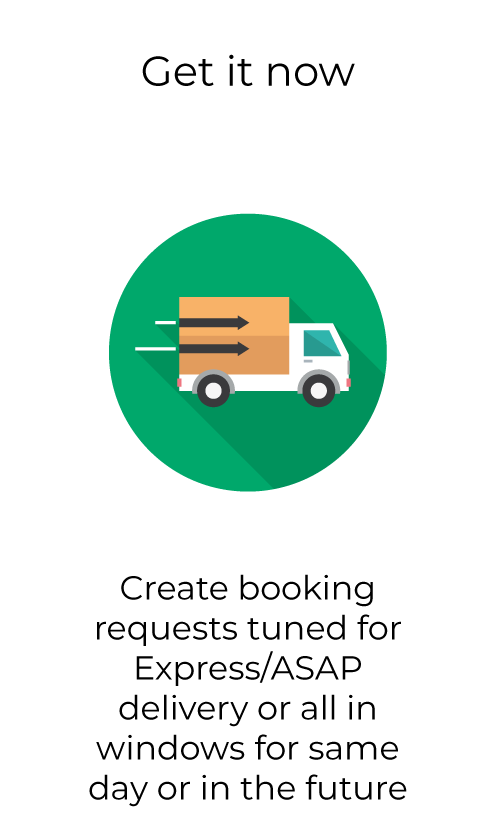 Get it now
Create booking
requests tuned for
Express/ASAP
delivery or all in
windows for same
day or in the future